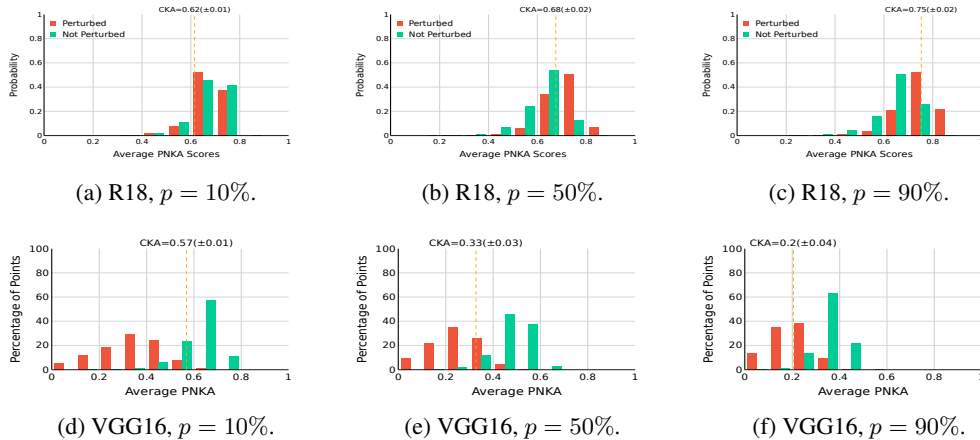 CKA=0.62(±0.01)
Perturbed
Not Perturbed
Probability
1
0.8
0.6
0.4
0.2
0
0.2
0.4
0.6
0.8
1
Average PNKA Scores
(a) R18, p = 10%.
CKA=0.68(±0.02)
Perturbed
Not Perturbed
Probability
1
0.8
0.6
0.4
0.2
0
0.2
0.4
0.6
0.8
1
Average PNKA Scores
(b) R18, p = 50%.
CKA=0.75(±0.02)
Perturbed
Not Perturbed
Probability
1
0.8
0.6
0.4
0.2
0
0.2
0.4
0.6
0.8
1
Average PNKA Scores
(c) R18, p = 90%.
CKA=0.57(±0.01)
Percentage of Points
100
80
60
40
20
0
0
0.2
0.4
0.6
0.8
1
Average PNKA
(d) VGG16, p = 10%.
CKA=0.33(±0.03)
Percentage of Points
100
80
60
40
20
0
0
0.2
0.4
0.6
0.8
1
Average PNKA
(e) VGG16, p = 50%.
CKA=0.2(±0.04)
Percentage of Points
100
80
60
40
20
0
0
0.2
0.4
0.6
0.8
1
Average PNKA
(f) VGG16, p = 90%.